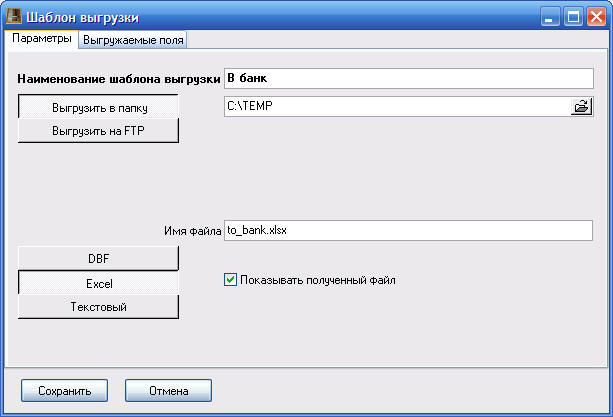 Шаблон выгрузки
Параметры Выгружаемые поля
Наименование шаблона выгрузки В банк
Выгрузить в папку C:\TEMP
Выгрузить на FTP
Имя файла to_bank.xlsx
DBF
Excel Показывать полученный файл
Текстовый
Сохранить Отмена